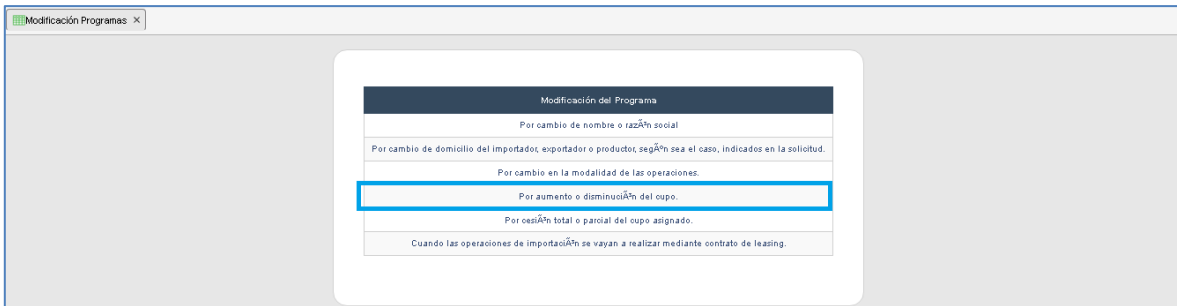 Modificación Programas ×
Modificación del Programa
Por cambio de nombre o razÃ³n social
Por cambio de domicilio del importador, exportador o productor, segÃºn sea el caso, indicados en la solicitud.
Por cambio en la modalidad de las operaciones.
Por aumento o disminuciÃ³n del cupo.
Por cesiÃ³n total o parcial del cupo asignado.
Cuando las operaciones de importaciÃ³n se vayan a realizar mediante contrato de leasing.